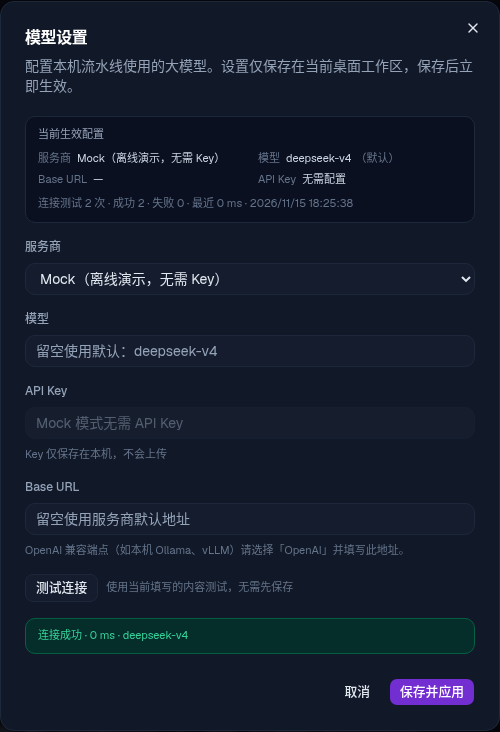 模型设置
配置本机流水线使用的大模型。设置仅保存在当前桌面工作区，保存后立
即生效。
当前生效配置
服务商 Mock（离线演示，无需 Key） 模型 deepseek-v4 （默认）
Base URL — API Key 无需配置
连接测试 2 次 · 成功 2 · 失败 0 · 最近 0 ms · 2026/11/15 18:25:38
服务商
Mock（离线演示，无需 Key）
模型
留空使用默认：deepseek-v4
API Key
Mock 模式无需 API Key
Key 仅保存在本机，不会上传
Base URL
留空使用服务商默认地址
OpenAI 兼容端点（如本机 Ollama、vLLM）请选择「OpenAI」并填写此地址。
测试连接 使用当前填写的内容测试，无需先保存
连接成功 · 0 ms · deepseek-v4
取消 保存并应用